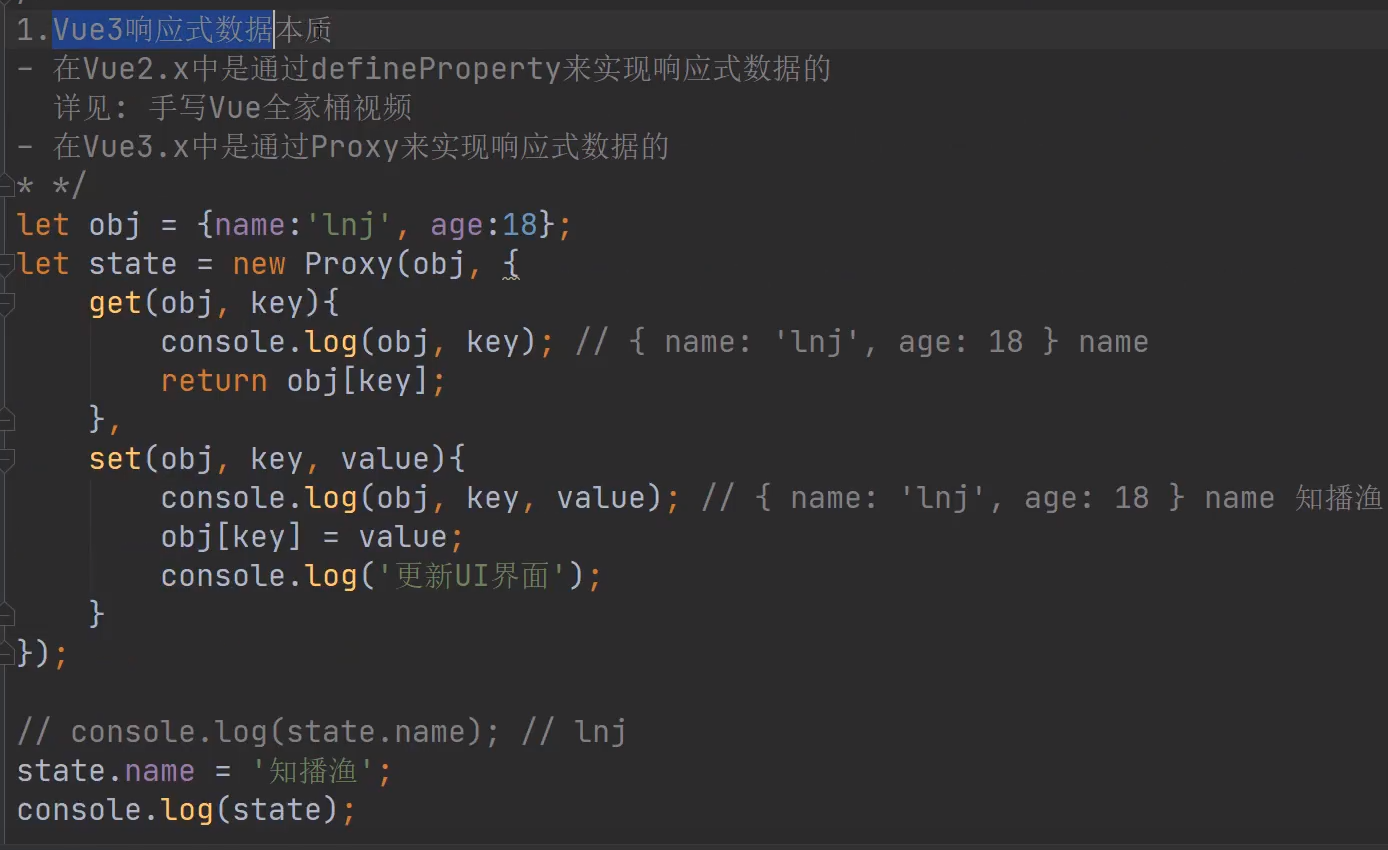 1.Vue3响应式数据本质
- 在Vue2.x中是通过defineProperty来实现响应式数据的
详见: 手写Vue全家桶视频
- 在Vue3.x中是通过Proxy来实现响应式数据的
* */
let obj = {name:'lnj', age:18};
let state = new Proxy(obj, {
    get(obj, key){
        console.log(obj, key); // { name: 'lnj', age: 18 } name
        return obj[key];
    },
    set(obj, key, value){
        console.log(obj, key, value); // { name: 'lnj', age: 18 } name 知播渔
        obj[key] = value;
        console.log('更新UI界面');
    }
});
// console.log(state.name); // lnj
state.name = '知播渔';
console.log(state);